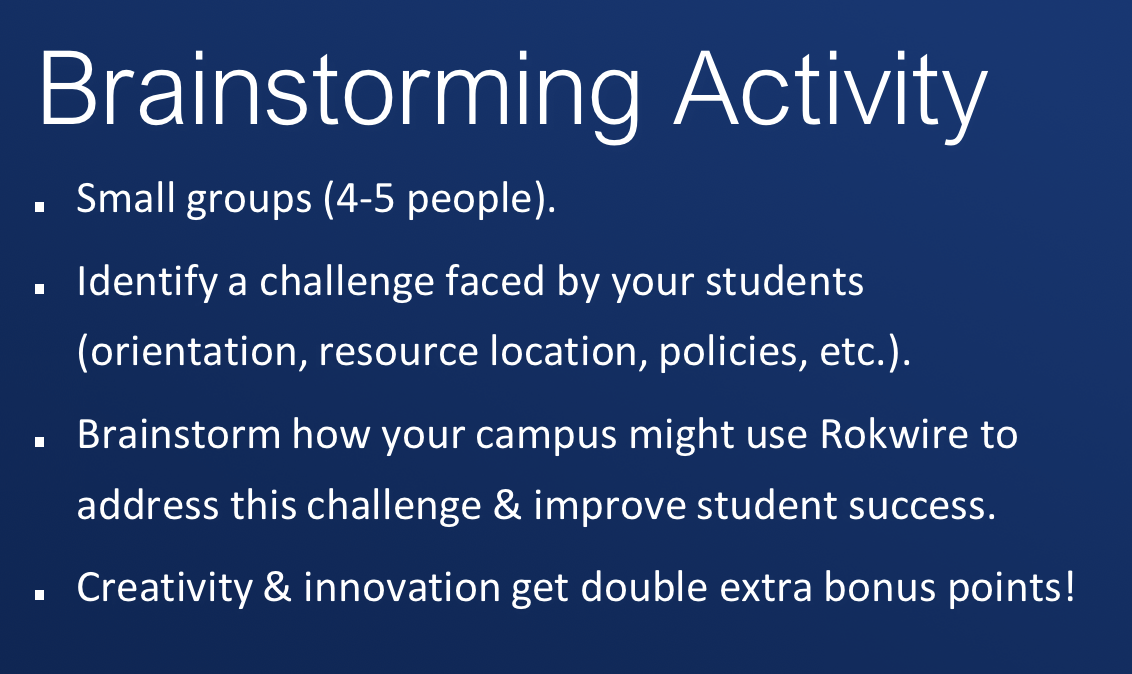 Brainstorming Activity
▪ Small groups (4-5 people).
▪ Identify a challenge faced by your students
(orientation, resource location, policies, etc.).
▪ Brainstorm how your campus might use Rokwire to
address this challenge & improve student success.
▪ Creativity & innovation get double extra bonus points!